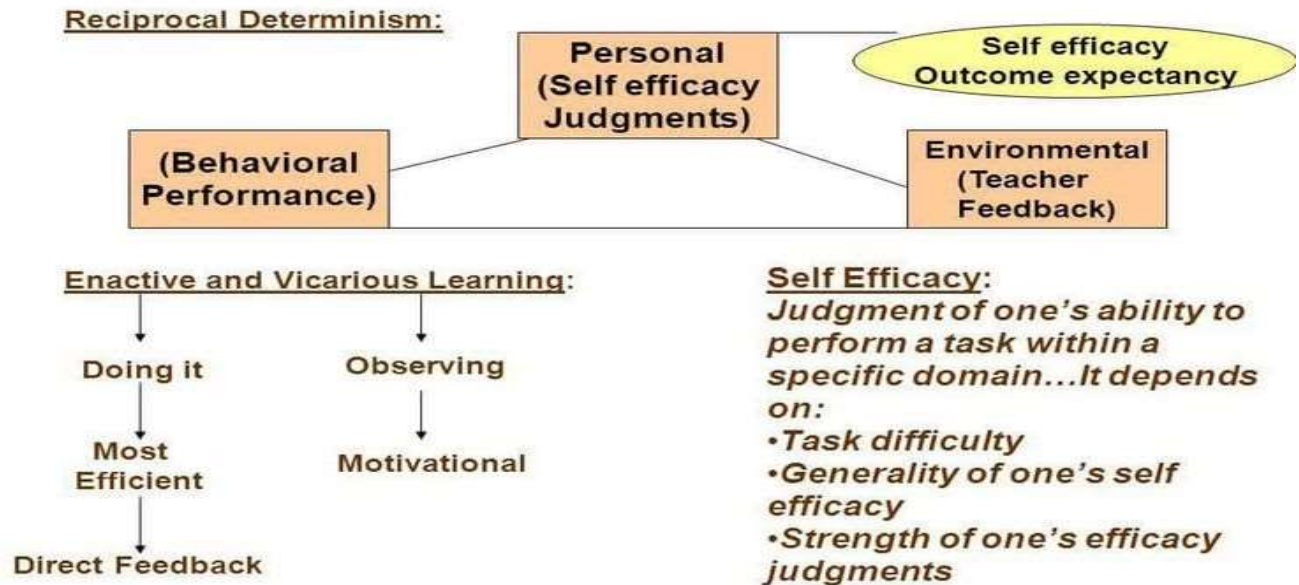 Reciprocal Determinism:
Personal
(Self efficacy
Judgments)
Self efficacy
Outcome expectancy
(Behavioral
Performance)
Environmental
(Teacher
Feedback)
Enactive and Vicarious Learning:
Doing it
Most
Efficient
Direct Feedback
Observing
Motivational
Self Efficacy:
Judgment of one's ability to
perform a task within a
specific domain...It depends
on:
•Task difficulty
•Generality of one's self
efficacy
•Strength of one's efficacy
judgments